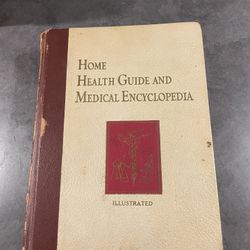 Home
Health Guide and
Medical Encyclopedia
ILLUSTRATED